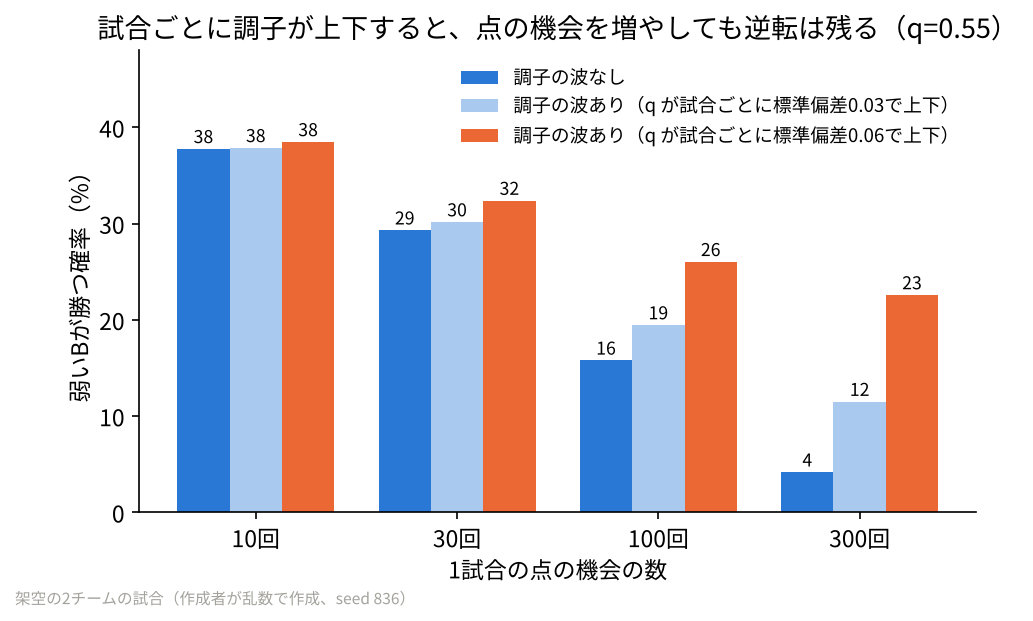 試合ごとに調子が上下すると、点の機会を増やしても逆転は残る（q=0.55）
調子の波なし
調子の波あり（q が試合ごとに標準偏差0.03で上下）
調子の波あり（q が試合ごとに標準偏差0.06で上下）
弱いBが勝つ確率（%）
40
30
20
10
0
38 38 38
29 30 32
16 19 26
4 12 23
10回 30回 100回 300回
1試合の点の機会の数
架空の2チームの試合（作成者が乱数で作成、seed 836）